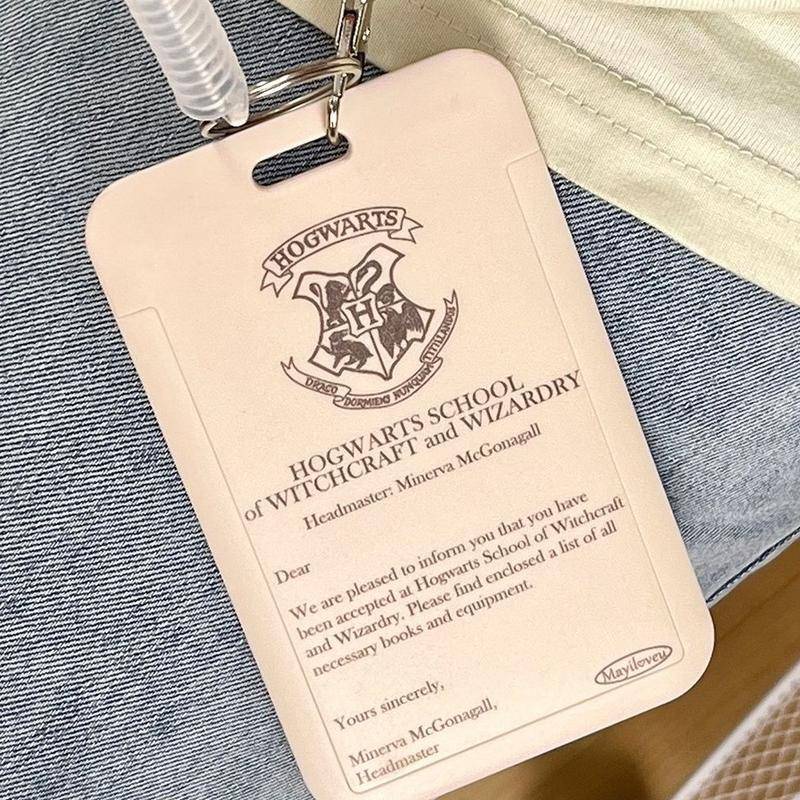 HOGWARTS
H
DRACO DORMIENS NUNQUAM TITILLANDUS
HOGWARTS SCHOOL
of WITCHCRAFT and WIZARDRY
Headmaster: Minerva McGonagall
Dear
We are pleased to inform you that you have
been accepted at Hogwarts School of Witchcraft
and Wizardry. Please find enclosed a list of all
necessary books and equipment.
Yours sincerely,
Mayiloveu
Minerva McGonagall,
Headmaster